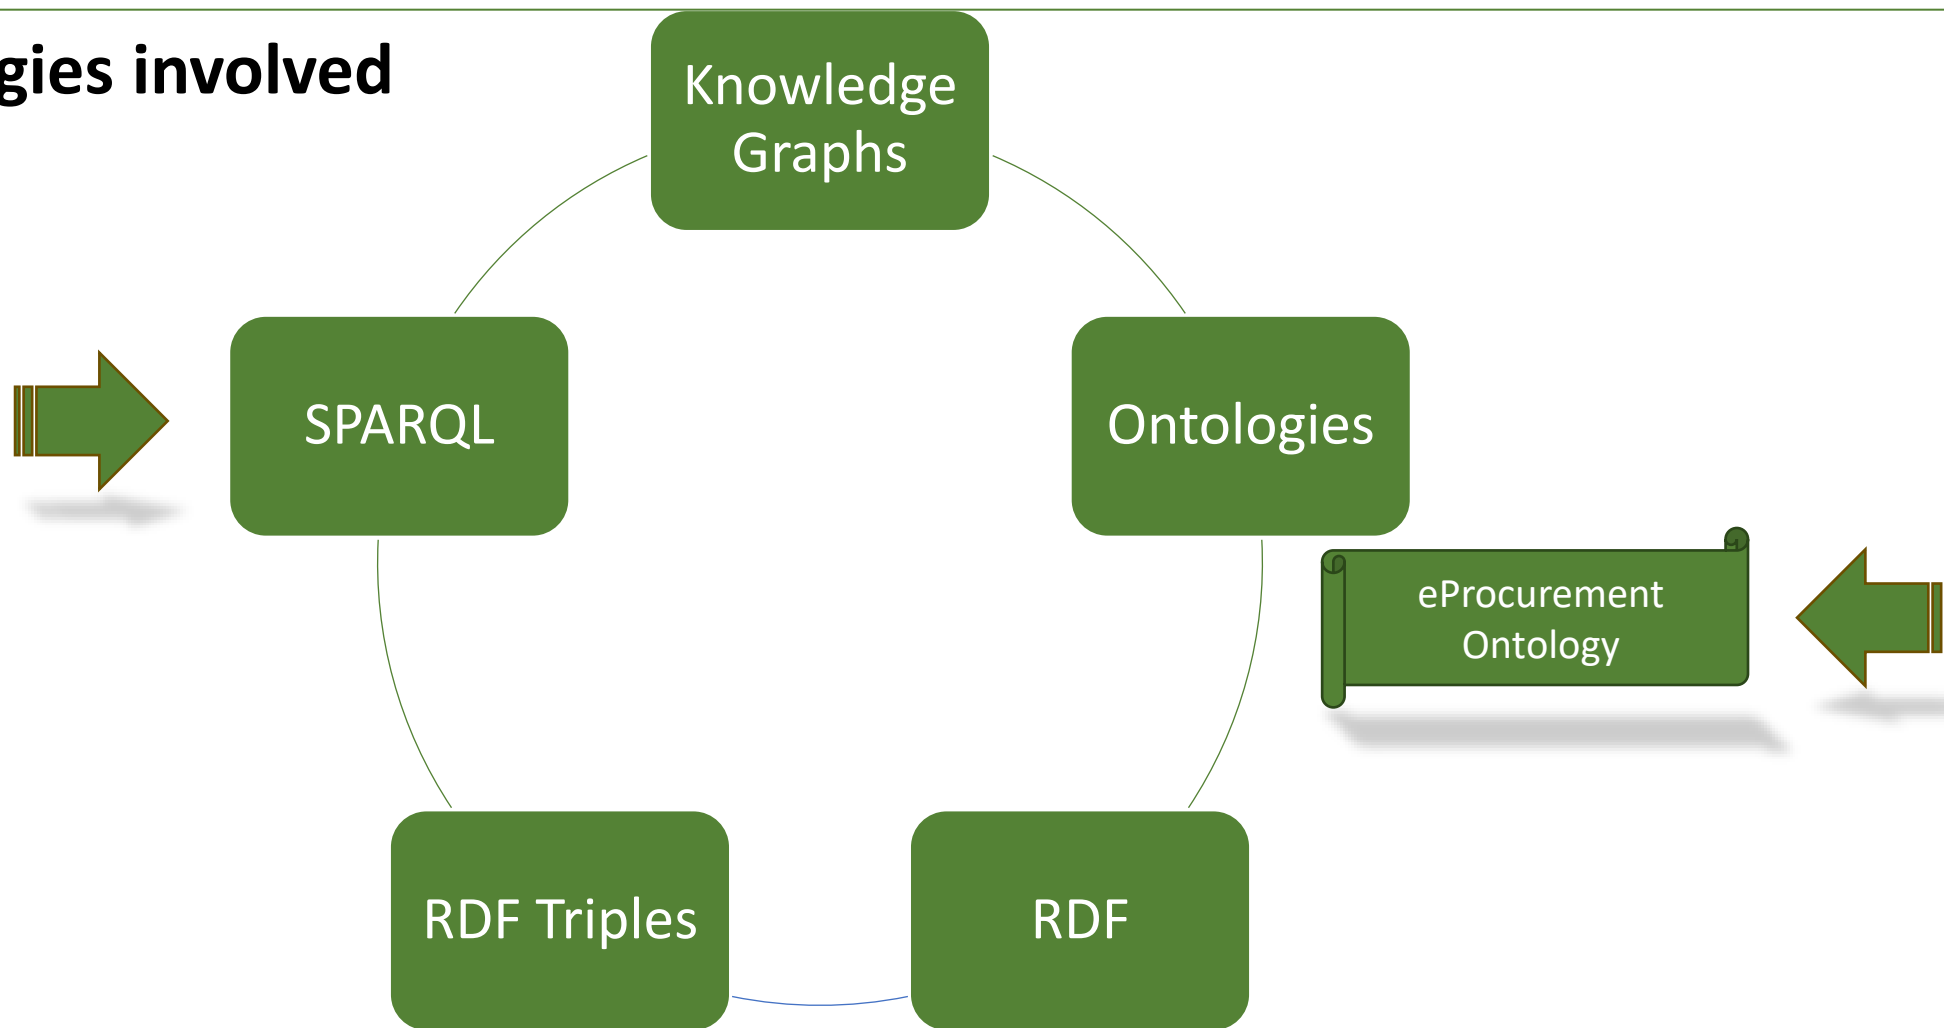 gies involved
Knowledge
Graphs
SPARQL
Ontologies
eProcurement
Ontology
RDF Triples
RDF